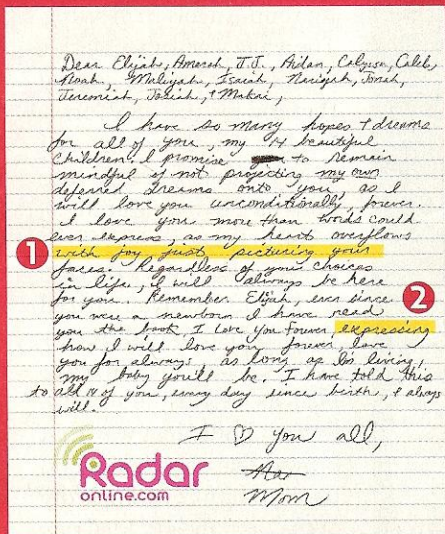 Dear Elijah, Amerah, J.J., Aidan, Calyssa, Caleb,
Noah, Maliyah, Isaiah, Nariyah, Jonah,
Jeremiah, Josiah, + Makai,
I have so many hopes + dreams
for all of you, my 14 beautiful
children. I promise to remain
mindful of not projecting my own
deferred dreams onto you, as I
will love you unconditionally, forever.
I love you more than words could
ever express, as my heart overflows
1 with joy just picturing your
faces. Regardless of your choices
in life, I will always be here
for you. Remember Elijah, ever since 2
you were a newborn I have read
you the book, I Love You Forever, expressing
how I will love you forever, love
you for always, as long as I'm living,
my baby you'll be. I have told this
to all 14 of you, every day since birth, & always
will.
I ♡ you all,
Mom
Radar
online.com